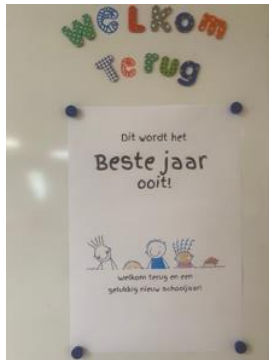 WELKOM
Terug
Dit wordt het
Beste jaar
ooit!
welkom terug en een
gelukkig nieuw schooljaar!